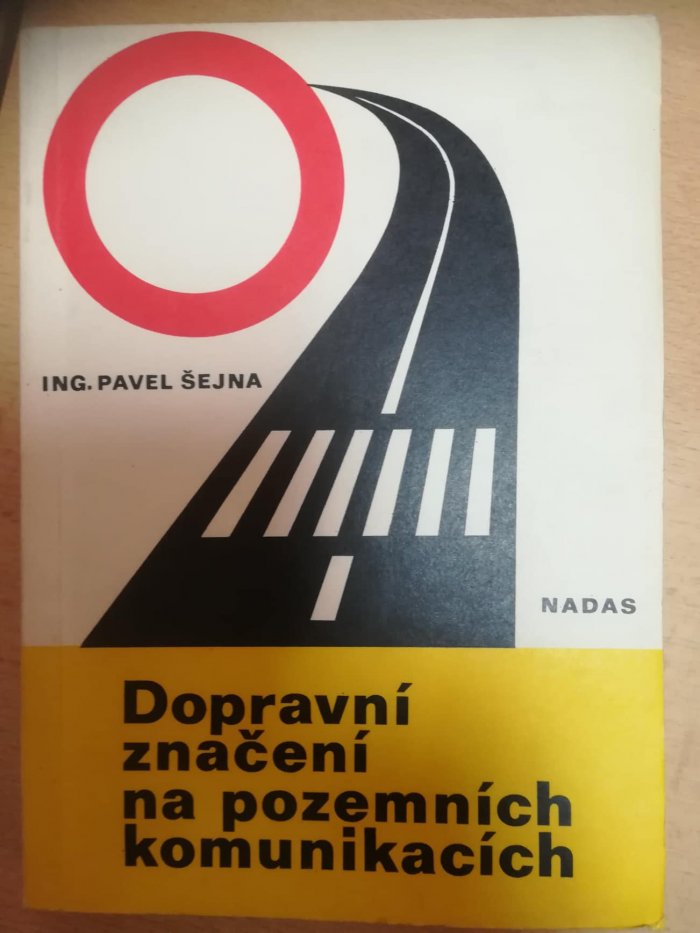 ING. PAVEL ŠEJNA
NADAS
Dopravní
značení
na pozemních
komunikacích